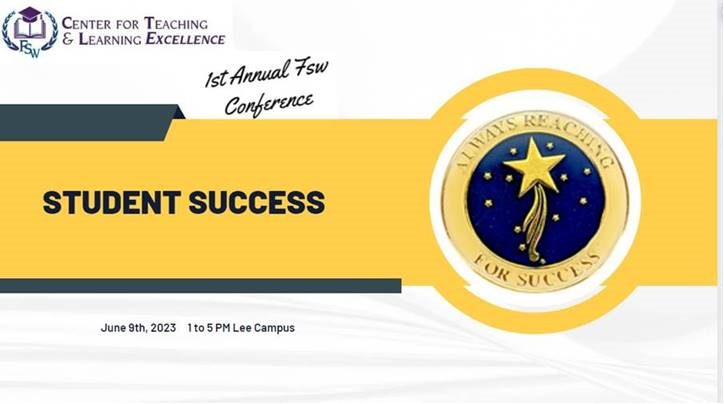 CENTER FOR TEACHING
& LEARNING EXCELLENCE
FSW
1st Annual Fsw
Conference
STUDENT SUCCESS
ALWAYS REACHING
FOR SUCCESS
June 9th, 2023 1 to 5 PM Lee Campus